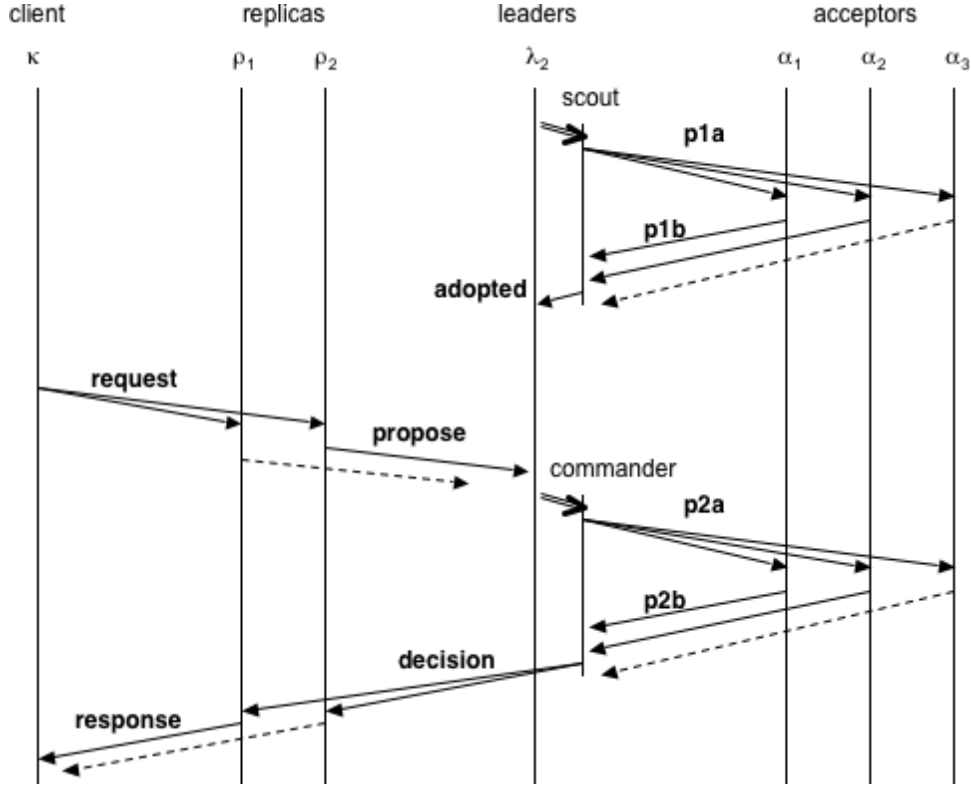 client replicas leaders acceptors
κ ρ₁ ρ₂ λ₂ α₁ α₂ α₃
scout
p1a
p1b
adopted
request
propose
commander
p2a
p2b
decision
response